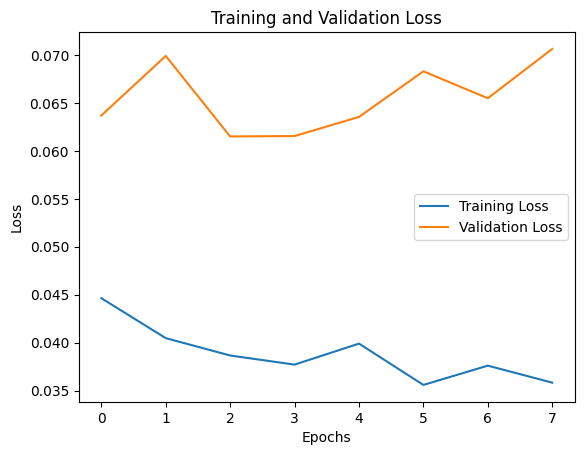 Training and Validation Loss
0.070
0.065
0.060
0.055
0.050
0.045
0.040
0.035
Loss
Training Loss
Validation Loss
0 1 2 3 4 5 6 7
Epochs